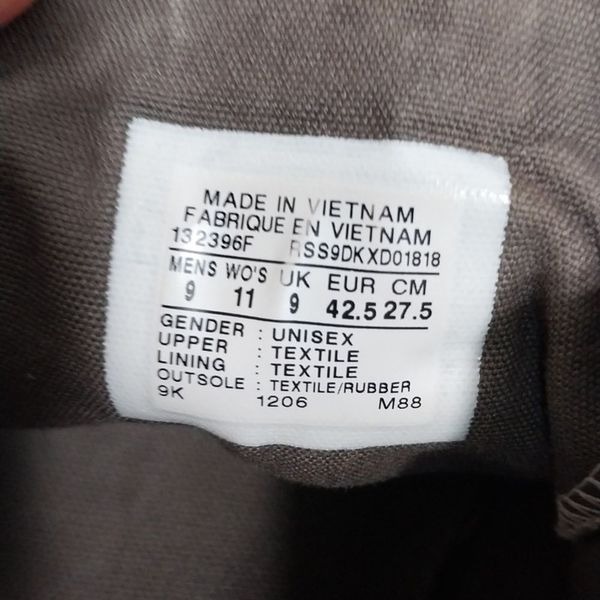 MADE IN VIETNAM
FABRIQUE EN VIETNAM
132396F RSS9DKXD01818
MENS WO'S UK EUR CM
9 11 9 42.5 27.5
GENDER : UNISEX
UPPER : TEXTILE
LINING : TEXTILE
OUTSOLE : TEXTILE/RUBBER
9K 1206 M88